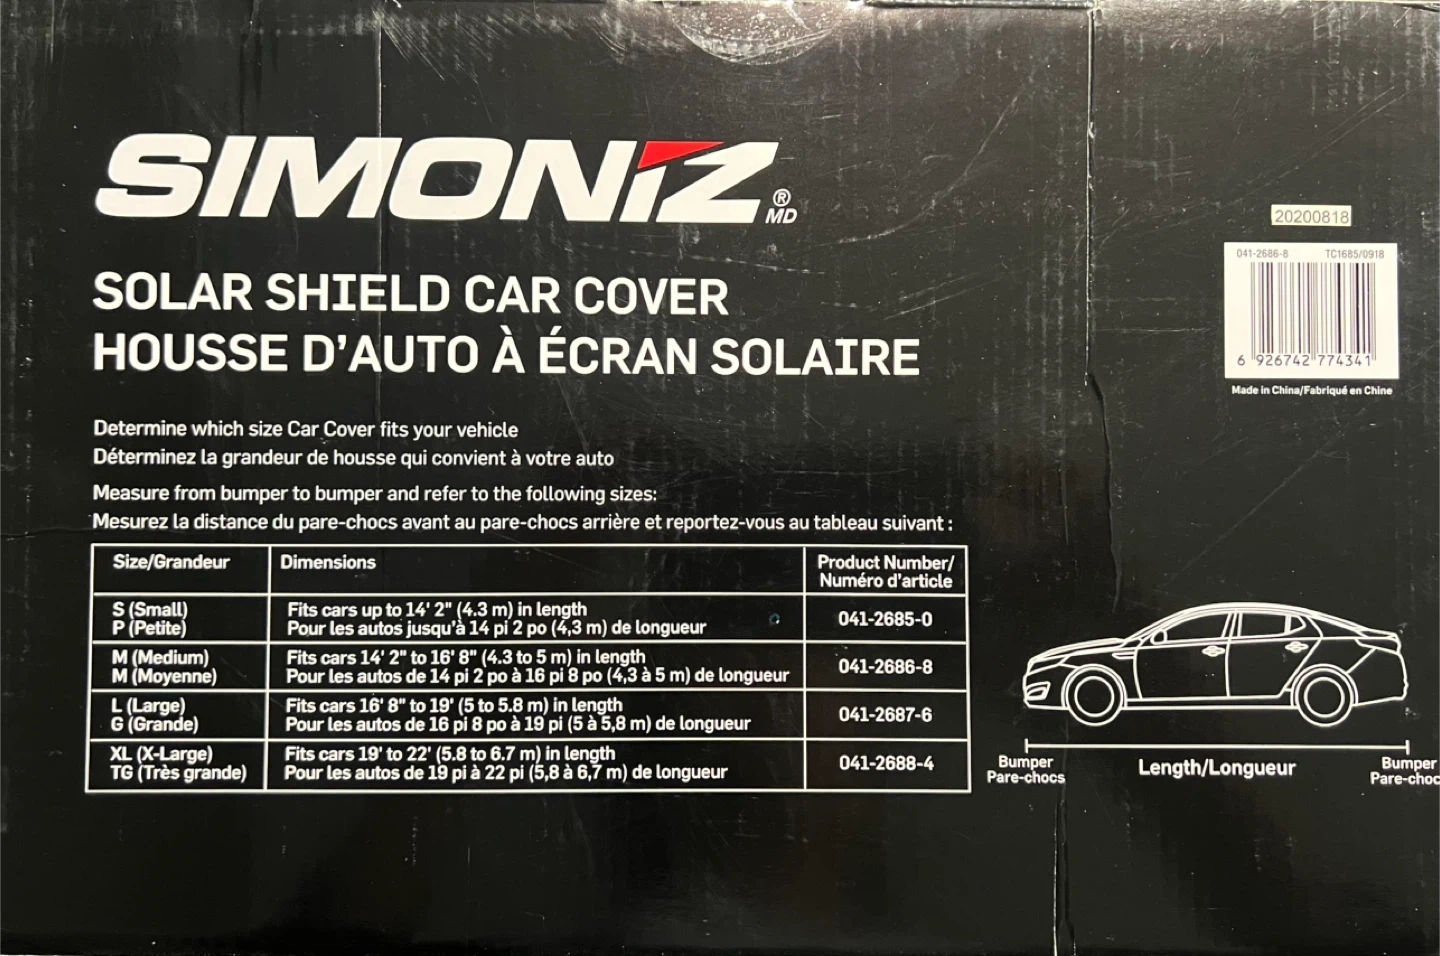 SIMONIZ
®
MD
SOLAR SHIELD CAR COVER
HOUSSE D'AUTO À ÉCRAN SOLAIRE
20200818
041-2686-8 TC1685/0918
6 926742 774341
Made in China/Fabriqué en Chine
Determine which size Car Cover fits your vehicle
Déterminez la grandeur de housse qui convient à votre auto
Measure from bumper to bumper and refer to the following sizes:
Mesurez la distance du pare-chocs avant au pare-chocs arrière et reportez-vous au tableau suivant :
Size/Grandeur
Dimensions
Product Number/
Numéro d'article
S (Small)
P (Petite)
Fits cars up to 14' 2" (4.3 m) in length
Pour les autos jusqu'à 14 pi 2 po (4,3 m) de longueur
041-2685-0
M (Medium)
M (Moyenne)
Fits cars 14' 2" to 16' 8" (4.3 to 5 m) in length
Pour les autos de 14 pi 2 po à 16 pi 8 po (4,3 à 5 m) de longueur
041-2686-8
L (Large)
G (Grande)
Fits cars 16' 8" to 19' (5 to 5.8 m) in length
Pour les autos de 16 pi 8 po à 19 pi (5 à 5,8 m) de longueur
041-2687-6
XL (X-Large)
TG (Très grande)
Fits cars 19' to 22' (5.8 to 6.7 m) in length
Pour les autos de 19 pi à 22 pi (5,8 à 6,7 m) de longueur
041-2688-4
Bumper
Pare-chocs
Length/Longueur
Bumper
Pare-choc